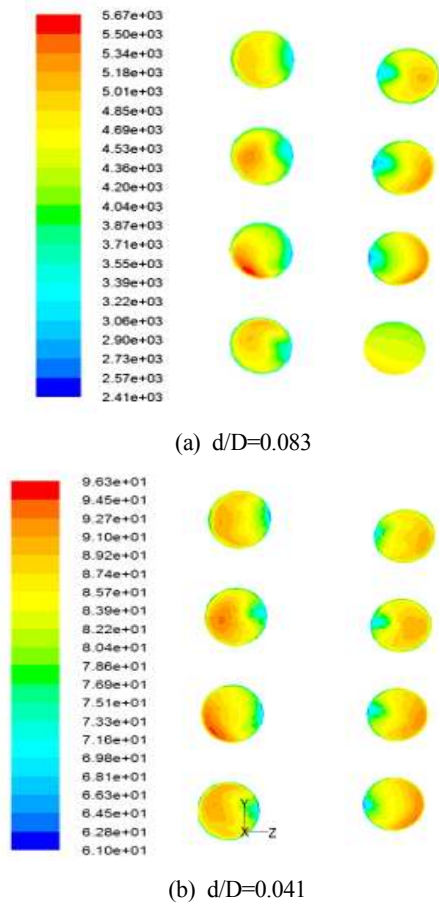 5.67e+03
5.50e+03
5.34e+03
5.18e+03
5.01e+03
4.85e+03
4.69e+03
4.53e+03
4.36e+03
4.20e+03
4.04e+03
3.87e+03
3.71e+03
3.55e+03
3.39e+03
3.22e+03
3.06e+03
2.90e+03
2.73e+03
2.57e+03
2.41e+03
(a) d/D=0.083
9.63e+01
9.45e+01
9.27e+01
9.10e+01
8.92e+01
8.74e+01
8.57e+01
8.39e+01
8.22e+01
8.04e+01
7.86e+01
7.69e+01
7.51e+01
7.33e+01
7.16e+01
6.98e+01
6.81e+01
6.63e+01
6.45e+01
6.28e+01
6.10e+01
Y
X Z
(b) d/D=0.041